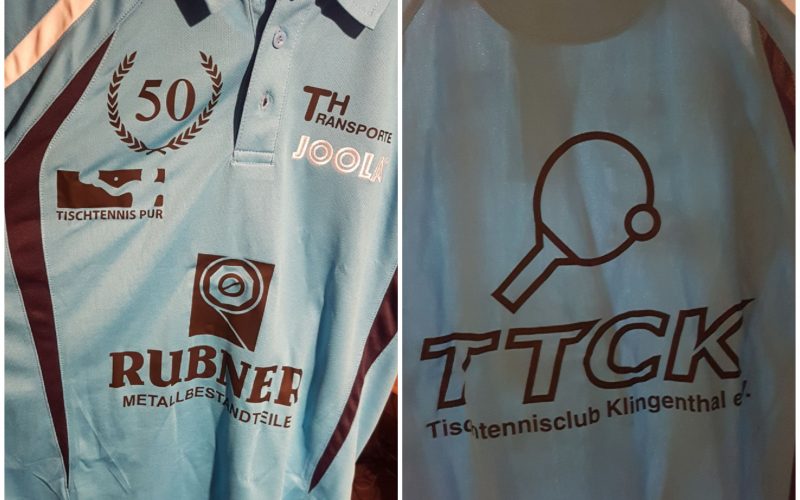 50
TH
TRANSPORTE
JOOLA
TISCHTENNIS PUR
RUBNER
METALLBESTANDTEILE
TTCK
Tischtennisclub Klingenthal e.V.